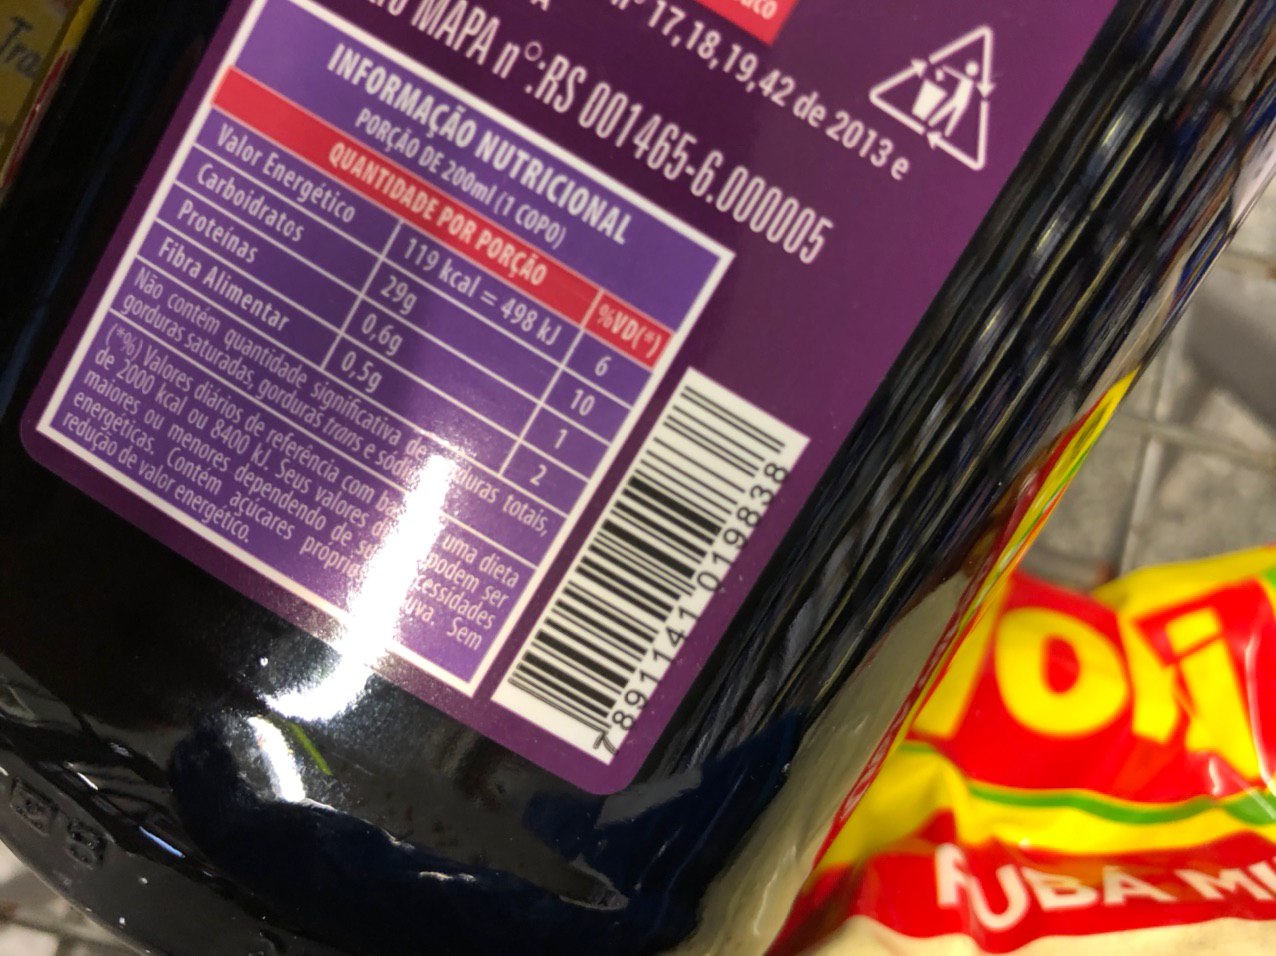 nº 17,18,19,42 de 2013 e
MAPA nº:RS 001465-6.000005
INFORMAÇÃO NUTRICIONAL
PORÇÃO DE 200ml (1 COPO)
QUANTIDADE POR PORÇÃO %VD(*)
Valor Energético 119 kcal = 498 kJ 6
Carboidratos 29g 10
Proteínas 0,6g 1
Fibra Alimentar 0,5g 2
Não contém quantidade significativa de totais,
gorduras saturadas, gorduras trans e
(*%) Valores diários de referência com uma dieta
de 2000 kcal ou 8400 kJ. Seus valores podem ser
maiores ou menores dependendo de
energéticas. Contém açúcares uva. Sem
redução de valor energético.
7891141019838
FUBÁ